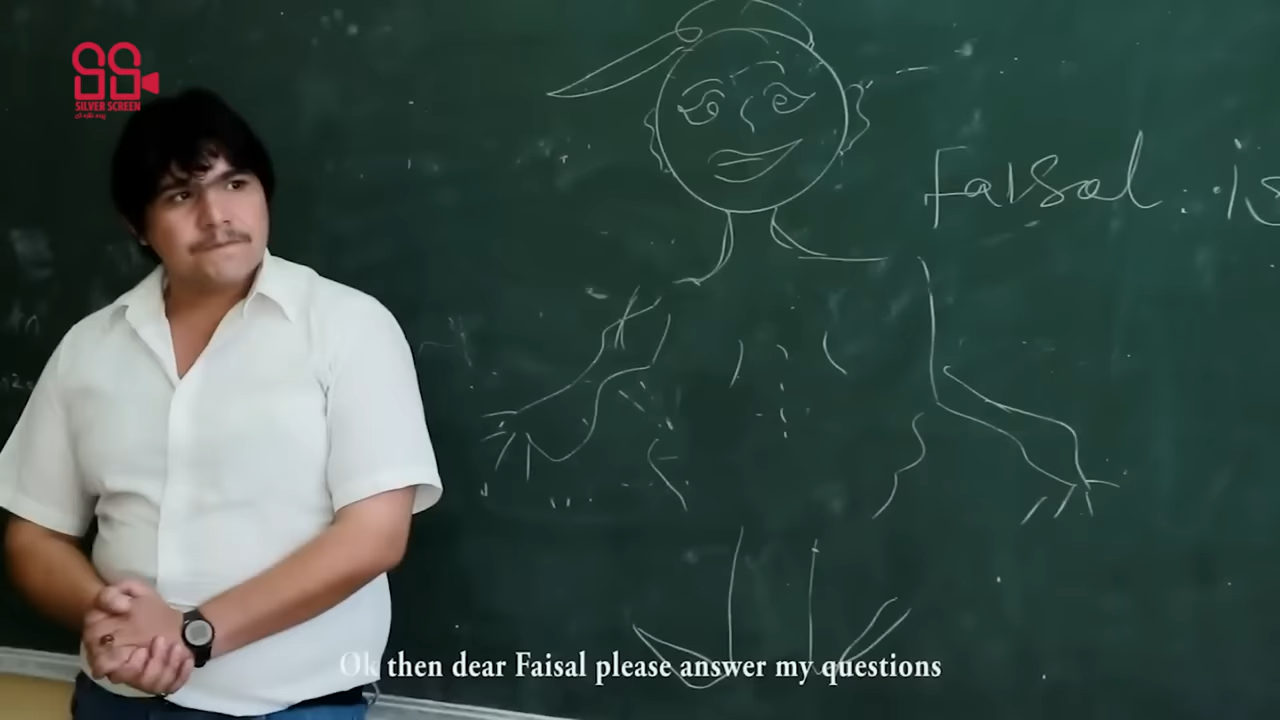 SILVER SCREEN
Faisal. is
Ok then dear Faisal please answer my questions